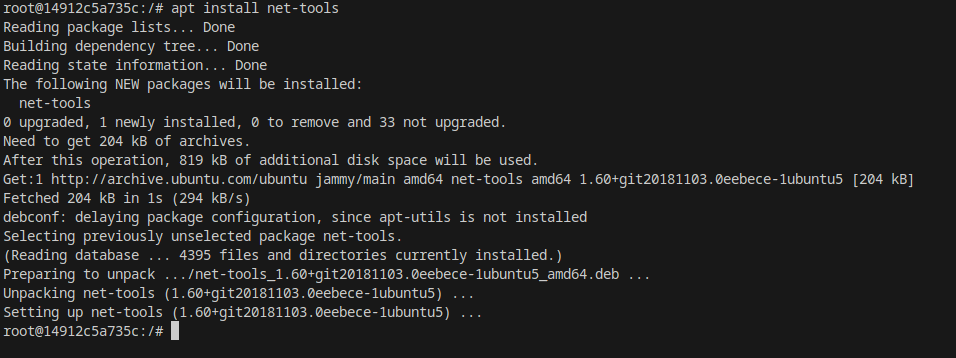 root@14912c5a735c:/# apt install net-tools
Reading package lists... Done
Building dependency tree... Done
Reading state information... Done
The following NEW packages will be installed:
  net-tools
0 upgraded, 1 newly installed, 0 to remove and 33 not upgraded.
Need to get 204 kB of archives.
After this operation, 819 kB of additional disk space will be used.
Get:1 http://archive.ubuntu.com/ubuntu jammy/main amd64 net-tools amd64 1.60+git20181103.0eebece-1ubuntu5 [204 kB]
Fetched 204 kB in 1s (294 kB/s)
debconf: delaying package configuration, since apt-utils is not installed
Selecting previously unselected package net-tools.
(Reading database ... 4395 files and directories currently installed.)
Preparing to unpack .../net-tools_1.60+git20181103.0eebece-1ubuntu5_amd64.deb ...
Unpacking net-tools (1.60+git20181103.0eebece-1ubuntu5) ...
Setting up net-tools (1.60+git20181103.0eebece-1ubuntu5) ...
root@14912c5a735c:/#